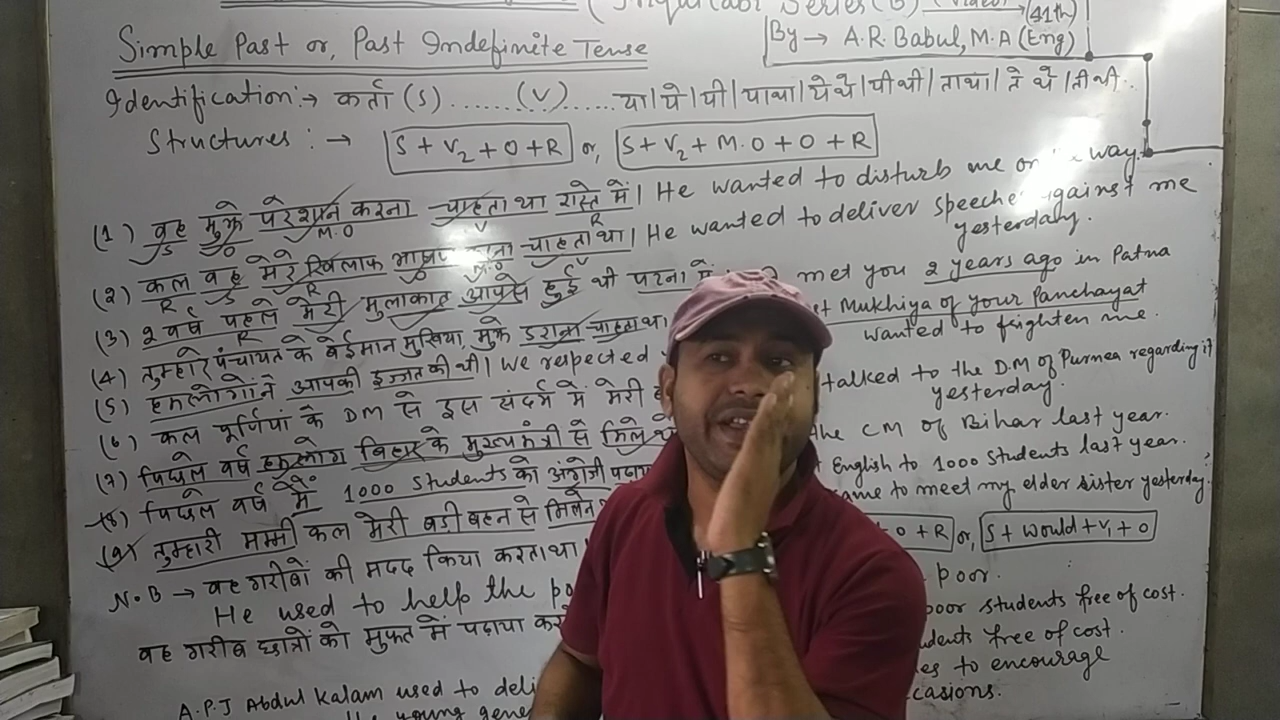 Series (B) (Video) → (41th)
Simple Past or, Past Indefinite Tense
By → A.R. Babul, M.A (Eng)
Identification:→ कर्ता (S) ...... (V) ...... या/ये/यी/पाया/येथे/यीथी/ताथा/ते थे/तीथी.
Structures : → S + V2 + O + R or, S + V2 + M.O + O + R
(1) वह मुझे परेशान करना चाहता था रास्ते में। He wanted to disturb me on way.
S O M.O V R
(2) कल वह मेरे खिलाफ भाषण चाहता था। He wanted to deliver against me
yesterday.
R S R O M.O V
(3) 2 वर्ष पहले मेरी मुलाकात आपसे हुई थी पटना में met you 2 years ago in Patna
R
(4) तुम्हारे पंचायत के बेईमान मुखिया मुझे डराना चाहता था Mukhiya of your Panchayat
wanted to frighten me.
(5) हमलोगोंने आपकी इज्जत की थी। We respected
(6) कल पूर्णियां के DM से इस संदर्भ में मेरी talked to the D.M of Purnea regarding it
yesterday.
(7) पिछले वर्ष हमलोग बिहार के मुख्यमंत्री से मिले the CM of Bihar last year.
(8) पिछले वर्ष में 1000 students को अंग्रेजी English to 1000 students last year.
(9) तुम्हारी मम्मी कल मेरी बड़ी बहन से मिलने to meet my elder sister yesterday?
O + R or, S + would + V1 + O
N.B → वह गरीबों की मदद किया करता था। poor.
He used to help the
वह गरीब छात्रों को मुफ्त में पढ़ाया poor students free of cost.
free of cost.
A.P.J Abdul Kalam used to to encourage
the young